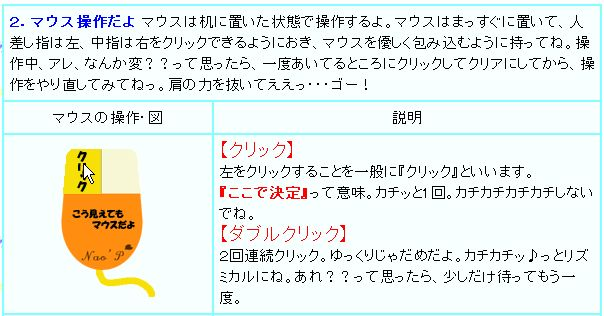 2. マウス操作だよ マウスは机に置いた状態で操作するよ。マウスはまっすぐに置いて、人
差し指は左、中指は右をクリックできるようにおき、マウスを優しく包み込むように持ってね。操
作中、アレ、なんか変？？って思ったら、一度あいてるところにクリックしてクリアにしてから、操
作をやり直してみてねっ。肩の力を抜いてええっ・・・ゴー！
マウスの操作・図
説明
クリック
こう見えても
マウスだよ
Nao'P
【クリック】
左をクリックすることを一般に『クリック』といいます。
『ここで決定』って意味。カチッと1回。カチカチカチカチしない
でね。
【ダブルクリック】
2回連続クリック。ゆっくりじゃだめだよ。カチカチッ♪っとリズ
ミカルにね。あれ？？って思ったら、少しだけ待ってもう一
度。